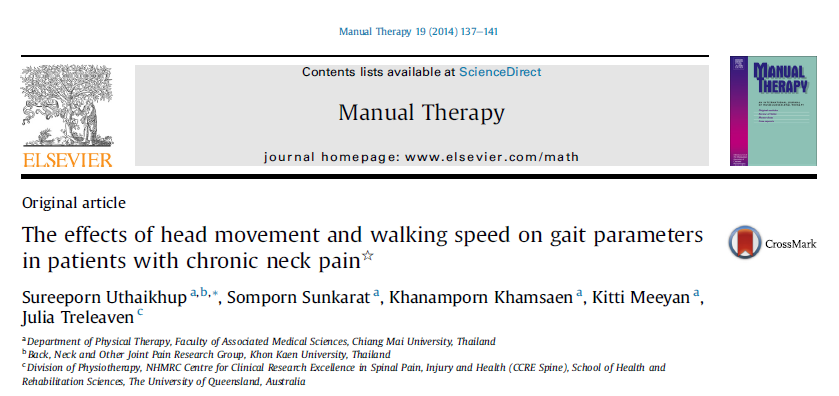 Manual Therapy 19 (2014) 137–141
Contents lists available at ScienceDirect
Manual Therapy
journal homepage: www.elsevier.com/math
ELSEVIER
MANUAL
THERAPY
Original article
The effects of head movement and walking speed on gait parameters
in patients with chronic neck pain☆
CrossMark
Sureeporn Uthaikhup a,b,*, Somporn Sunkarat a, Khanamporn Khamsaen a, Kitti Meeyan a,
Julia Treleaven c
a Department of Physical Therapy, Faculty of Associated Medical Sciences, Chiang Mai University, Thailand
b Back, Neck and Other Joint Pain Research Group, Khon Kaen University, Thailand
c Division of Physiotherapy, NHMRC Centre for Clinical Research Excellence in Spinal Pain, Injury and Health (CCRE Spine), School of Health and
Rehabilitation Sciences, The University of Queensland, Australia